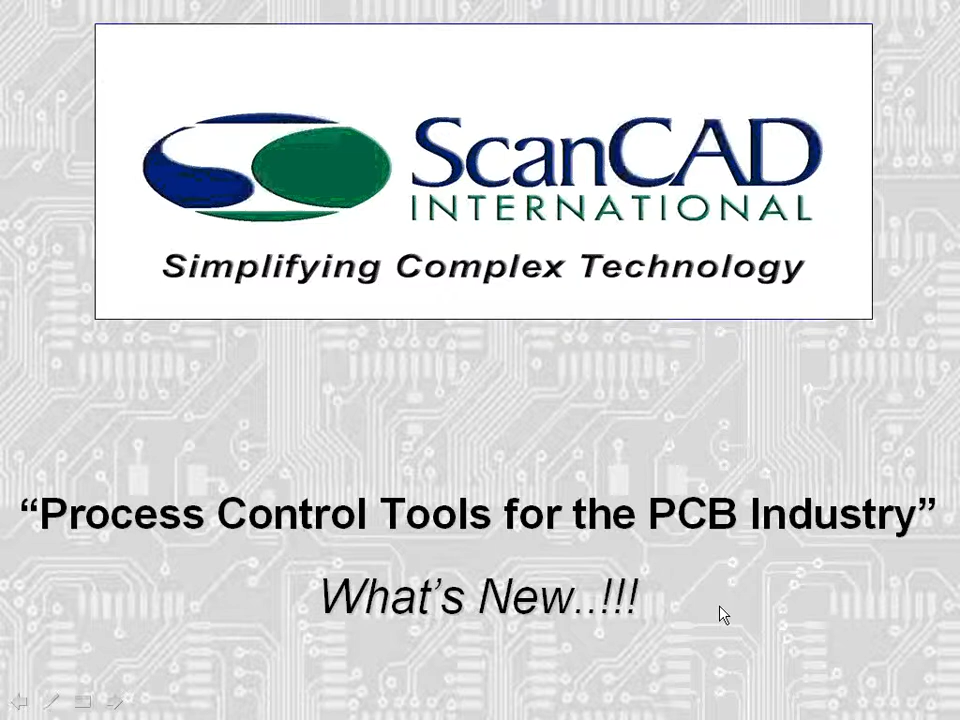 ScanCAD
INTERNATIONAL
Simplifying Complex Technology
“Process Control Tools for the PCB Industry”
What’s New..!!!